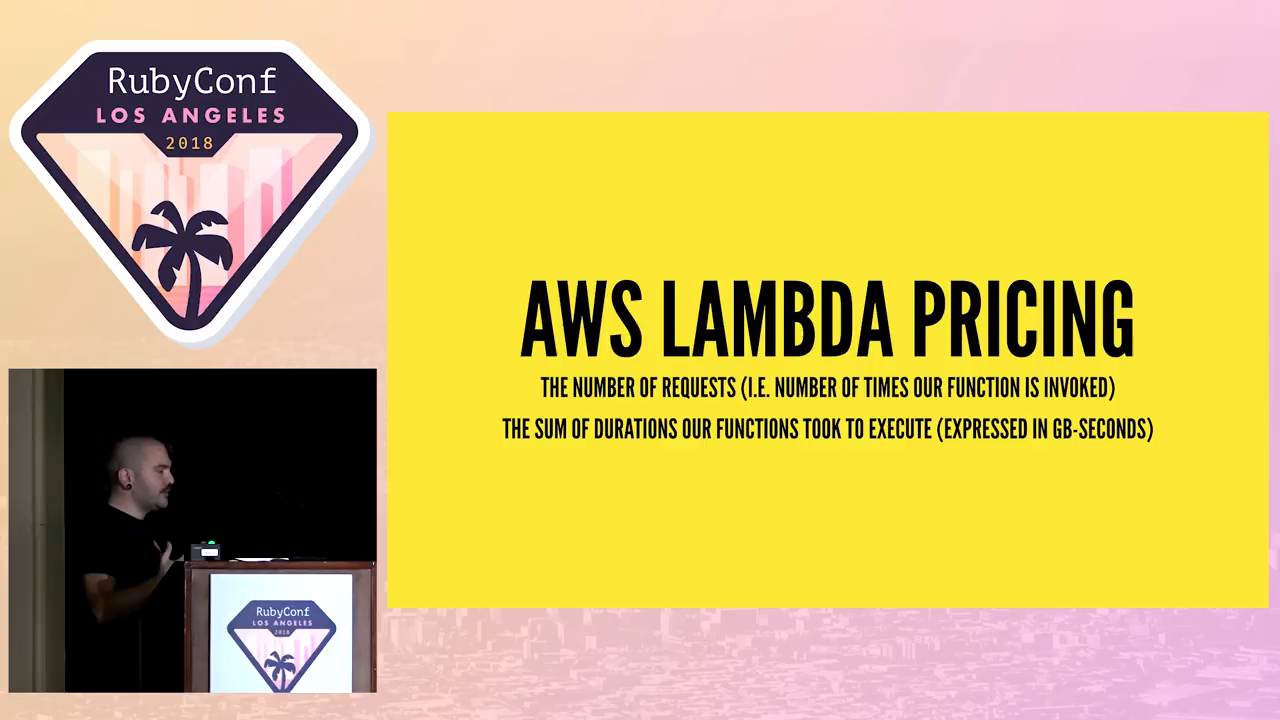 RubyConf
LOS ANGELES
2018
AWS LAMBDA PRICING
THE NUMBER OF REQUESTS (I.E. NUMBER OF TIMES OUR FUNCTION IS INVOKED)
THE SUM OF DURATIONS OUR FUNCTIONS TOOK TO EXECUTE (EXPRESSED IN GB-SECONDS)
RubyConf
LOS ANGELES
2018